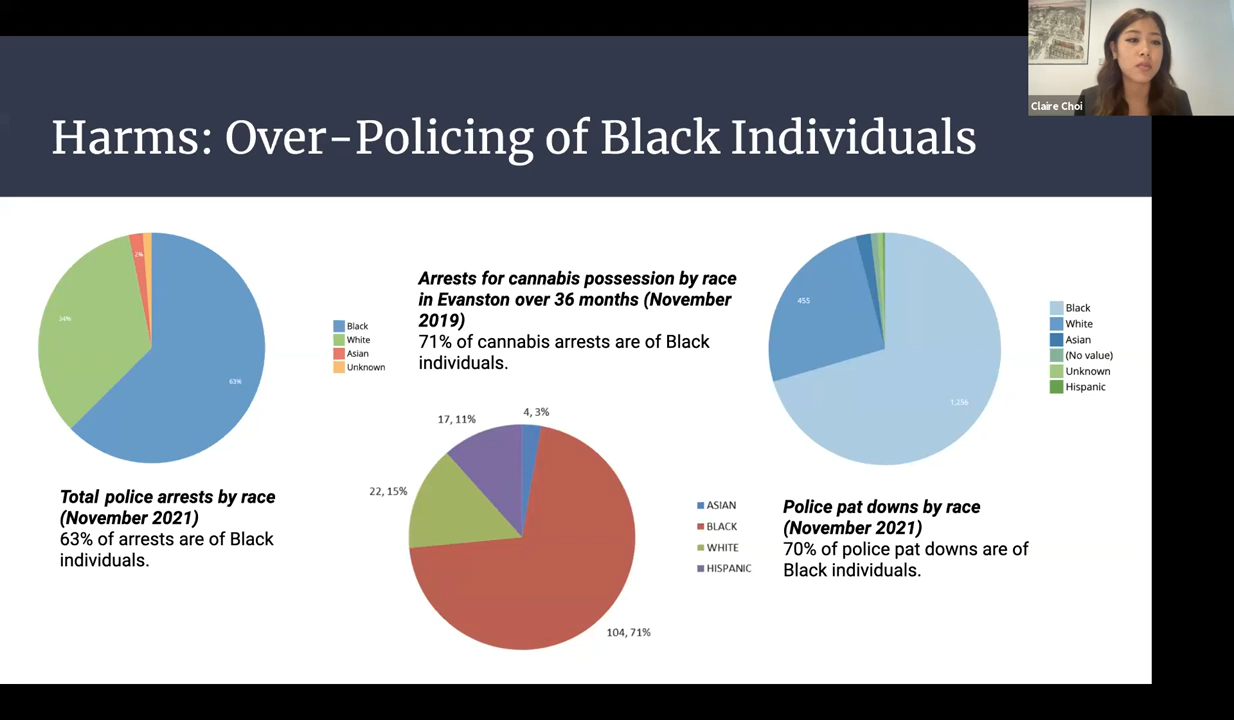 Claire Choi
Harms: Over-Policing of Black Individuals
2%
34%
63%
Black
White
Asian
Unknown
Total police arrests by race
(November 2021)
63% of arrests are of Black
individuals.
Arrests for cannabis possession by race
in Evanston over 36 months (November
2019)
71% of cannabis arrests are of Black
individuals.
4, 3%
17, 11%
22, 15%
104, 71%
ASIAN
BLACK
WHITE
HISPANIC
455
Black
White
Asian
(No value)
Unknown
Hispanic
Police pat downs by race
(November 2021)
70% of police pat downs are of
Black individuals.